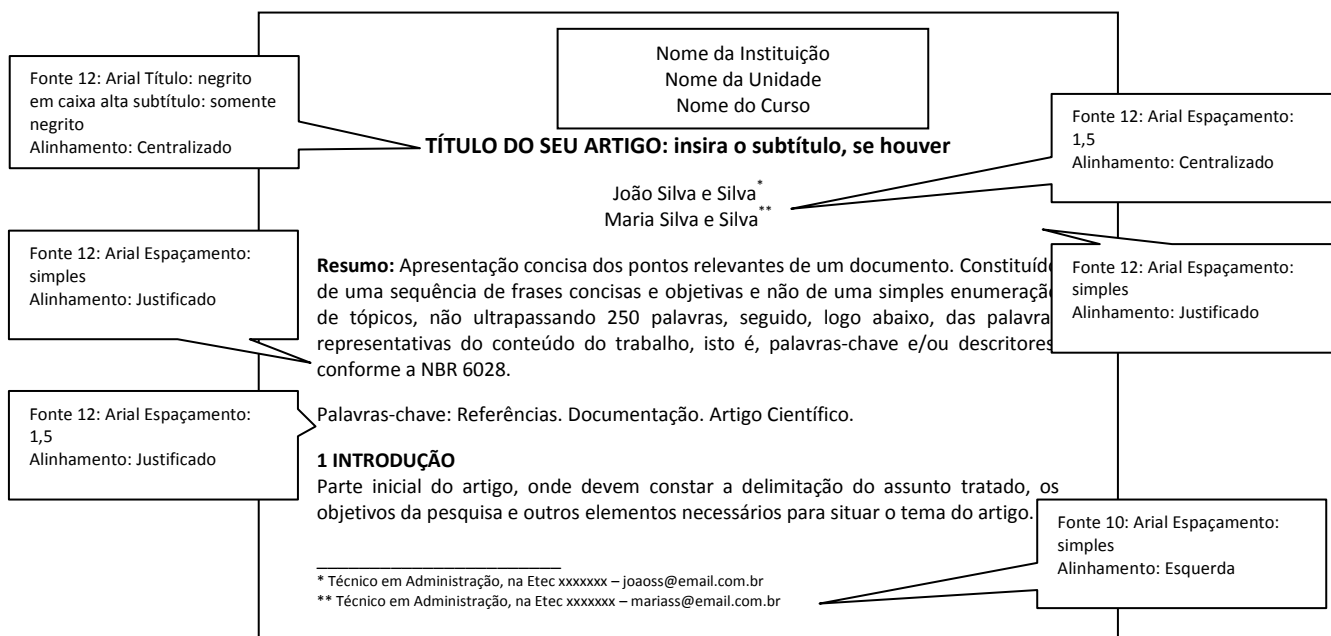 Nome da Instituição
Nome da Unidade
Nome do Curso
Fonte 12: Arial Título: negrito
em caixa alta subtítulo: somente
negrito
Alinhamento: Centralizado
TÍTULO DO SEU ARTIGO: insira o subtítulo, se houver
Fonte 12: Arial Espaçamento:
1,5
Alinhamento: Centralizado
João Silva e Silva*
Maria Silva e Silva**
Fonte 12: Arial Espaçamento:
simples
Alinhamento: Justificado
Resumo: Apresentação concisa dos pontos relevantes de um documento. Constituíd
de uma sequência de frases concisas e objetivas e não de uma simples enumeraçã
de tópicos, não ultrapassando 250 palavras, seguido, logo abaixo, das palavra
representativas do conteúdo do trabalho, isto é, palavras-chave e/ou descritores
conforme a NBR 6028.
Fonte 12: Arial Espaçamento:
simples
Alinhamento: Justificado
Fonte 12: Arial Espaçamento:
1,5
Alinhamento: Justificado
Palavras-chave: Referências. Documentação. Artigo Científico.
1 INTRODUÇÃO
Parte inicial do artigo, onde devem constar a delimitação do assunto tratado, os
objetivos da pesquisa e outros elementos necessários para situar o tema do artigo.
Fonte 10: Arial Espaçamento:
simples
Alinhamento: Esquerda
* Técnico em Administração, na Etec xxxxxxx – joaoss@email.com.br
** Técnico em Administração, na Etec xxxxxxx – mariass@email.com.br